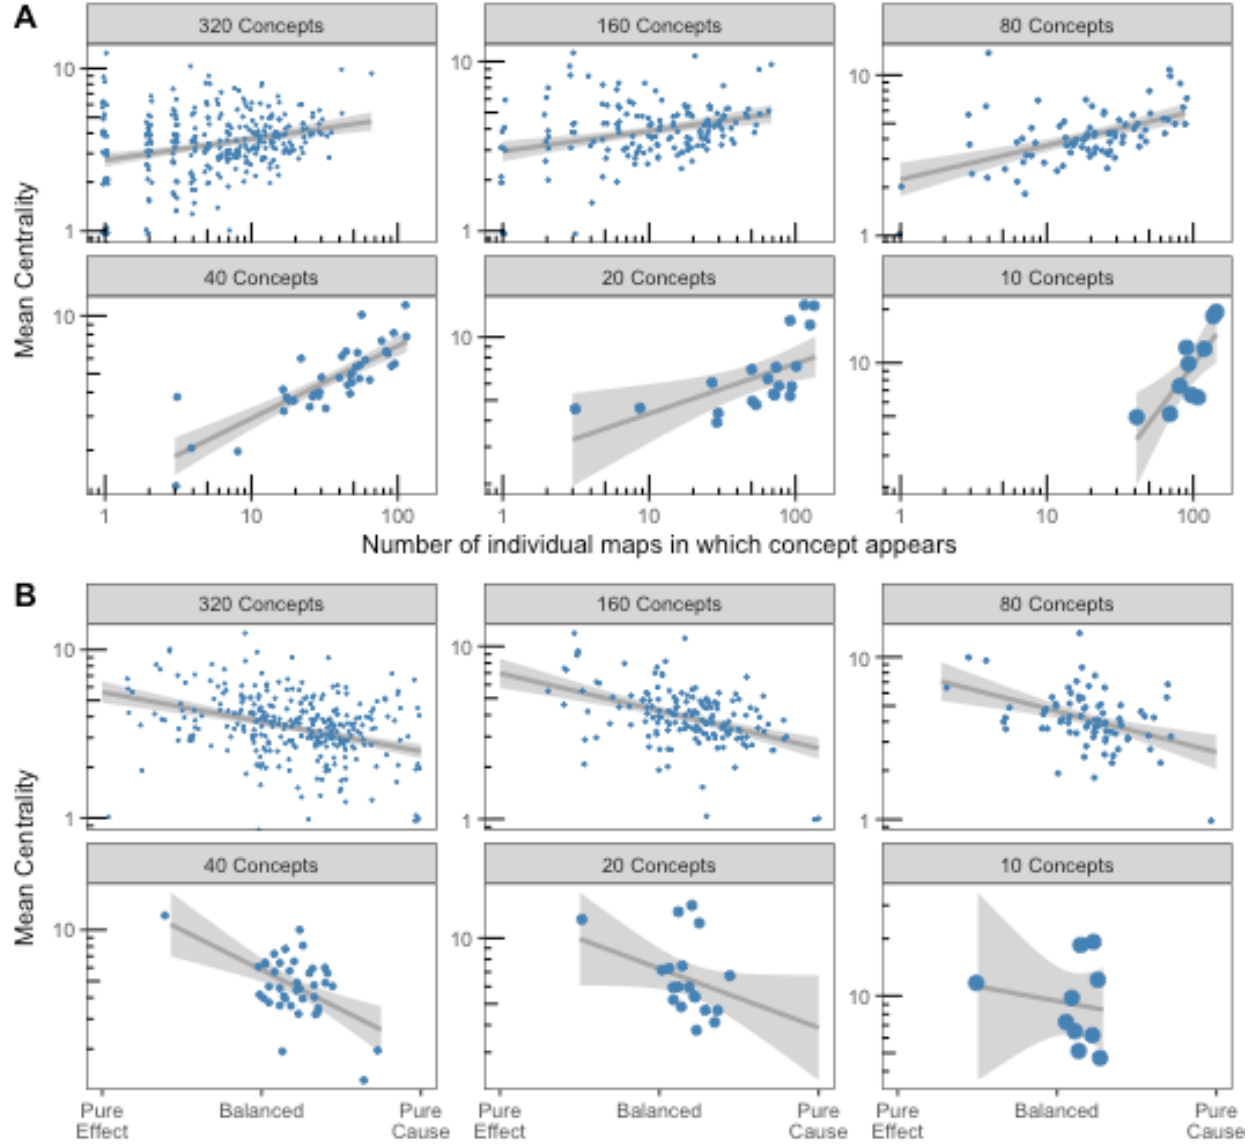 A
320 Concepts
160 Concepts
80 Concepts
10
10
10
1
1
1
Mean Centrality
40 Concepts
20 Concepts
10 Concepts
10
10
10
1 10 100
1 10 100
1 10 100
Number of individual maps in which concept appears
B
320 Concepts
160 Concepts
80 Concepts
10
10
10
1
1
1
Mean Centrality
40 Concepts
20 Concepts
10 Concepts
10
10
10
Pure Effect
Balanced
Pure Cause
Pure Effect
Balanced
Pure Cause
Pure Effect
Balanced
Pure Cause